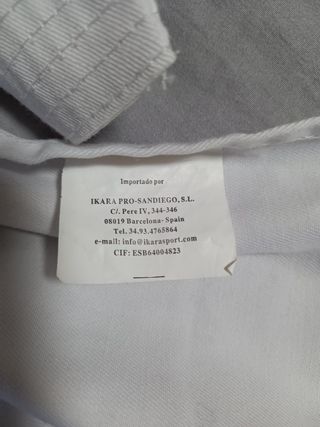 Importado por
IKARA PRO-SANDIEGO, S.L.
C/. Pere IV, 344-346
08019 Barcelona- Spain
Tel. 34.93.4765864
e-mail: info@ikarasport.com
CIF: ESB64004823